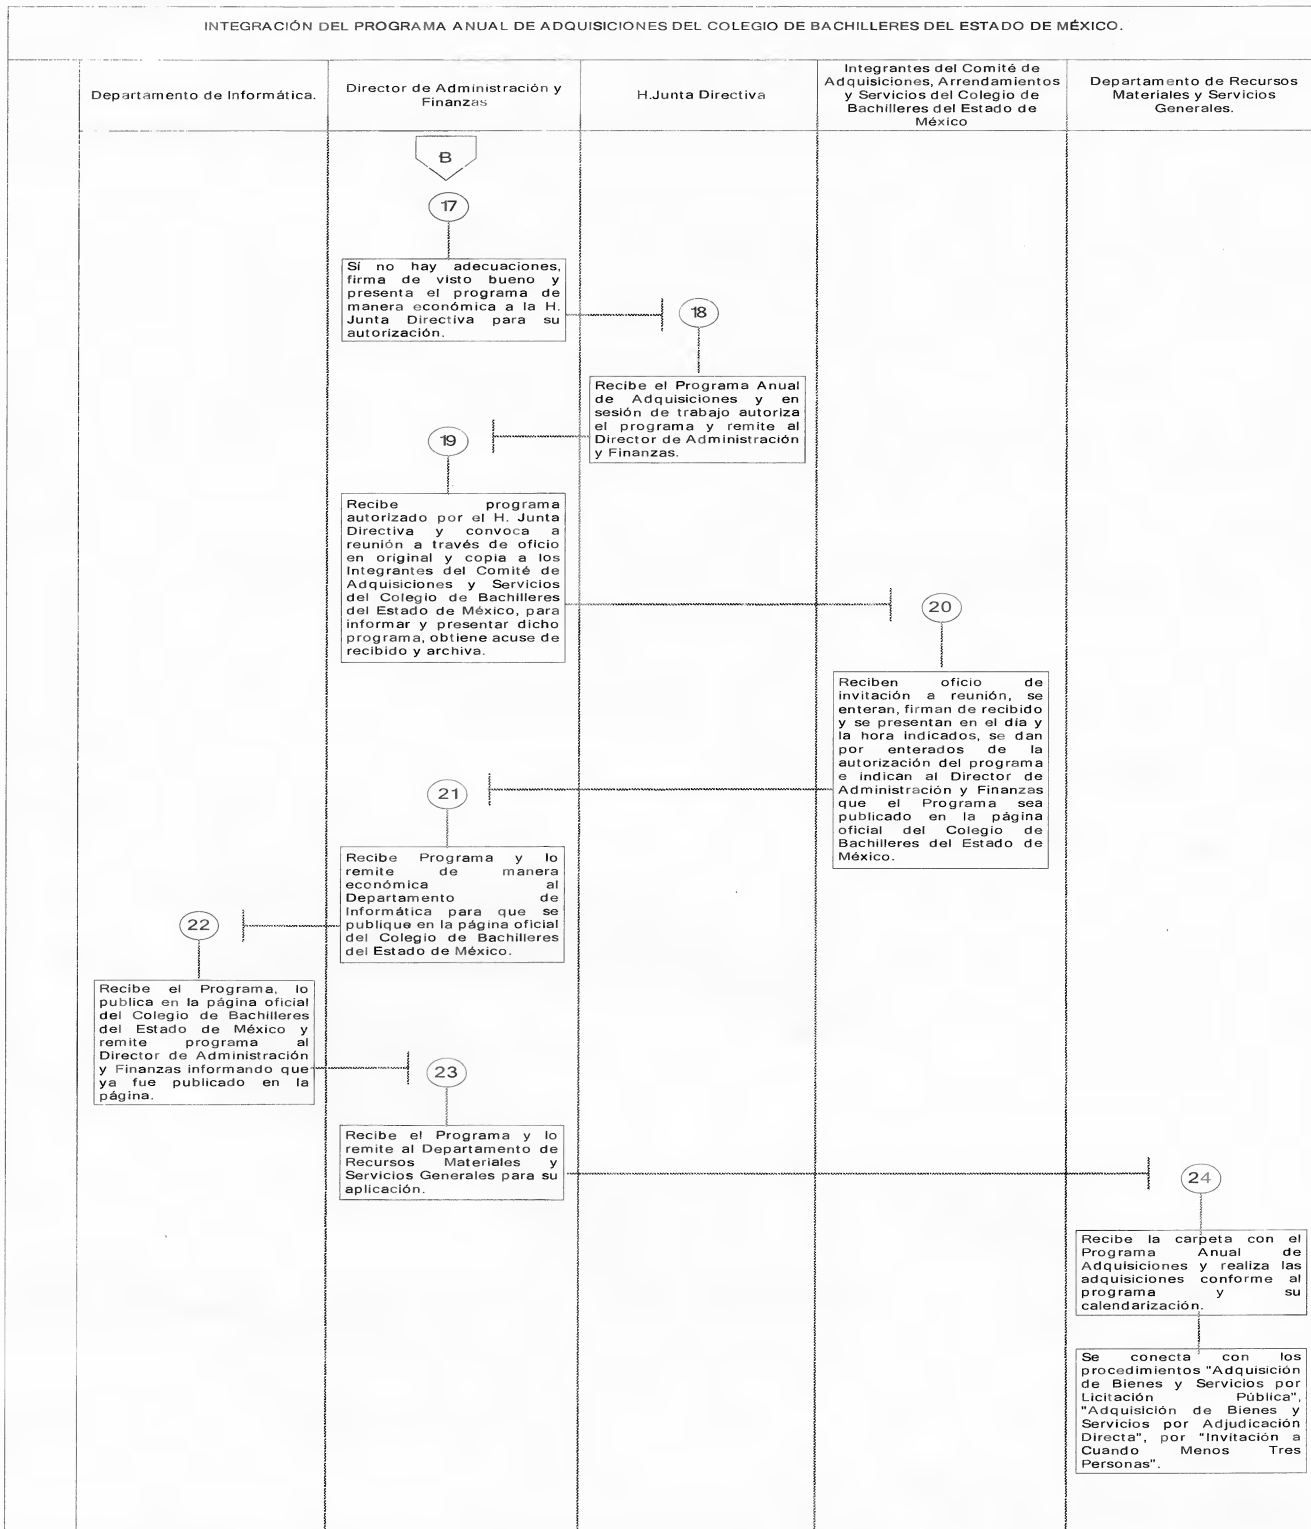 INTEGRACIÓN DEL PROGRAMA ANUAL DE ADQUISICIONES DEL COLEGIO DE BACHILLERES DEL ESTADO DE MÉXICO.
Departamento de Informática.
Director de Administración y
Finanzas
H.Junta Directiva
Integrantes del Comité de
Adquisiciones, Arrendamientos
y Servicios del Colegio de
Bachilleres del Estado de
México
Departamento de Recursos
Materiales y Servicios
Generales.
B
17
Sí no hay adecuaciones,
firma de visto bueno y
presenta el programa de
manera económica a la H.
Junta Directiva para su
autorización.
18
Recibe el Programa Anual
de Adquisiciones y en
sesión de trabajo autoriza
el programa y remite al
Director de Administración
y Finanzas.
19
Recibe programa
autorizado por el H. Junta
Directiva y convoca a
reunión a través de oficio
en original y copia a los
Integrantes del Comité de
Adquisiciones y Servicios
del Colegio de Bachilleres
del Estado de México, para
informar y presentar dicho
programa, obtiene acuse de
recibido y archiva.
20
Reciben oficio de
invitación a reunión, se
enteran, firman de recibido
y se presentan en el día y
la hora indicados, se dan
por enterados de la
autorización del programa
e indican al Director de
Administración y Finanzas
que el Programa sea
publicado en la página
oficial del Colegio de
Bachilleres del Estado de
México.
21
Recibe Programa y lo
remite de manera
económica al
Departamento de
Informática para que se
publique en la página oficial
del Colegio de Bachilleres
del Estado de México.
22
Recibe el Programa, lo
publica en la página oficial
del Colegio de Bachilleres
del Estado de México y
remite programa al
Director de Administración
y Finanzas informando que
ya fue publicado en la
página.
23
Recibe el Programa y lo
remite al Departamento de
Recursos Materiales y
Servicios Generales para su
aplicación.
24
Recibe la carpeta con el
Programa Anual de
Adquisiciones y realiza las
adquisiciones conforme al
programa y su
calendarización.
Se conecta con los
procedimientos "Adquisición
de Bienes y Servicios por
Licitación Pública",
"Adquisición de Bienes y
Servicios por Adjudicación
Directa", por "Invitación a
Cuando Menos Tres
Personas".